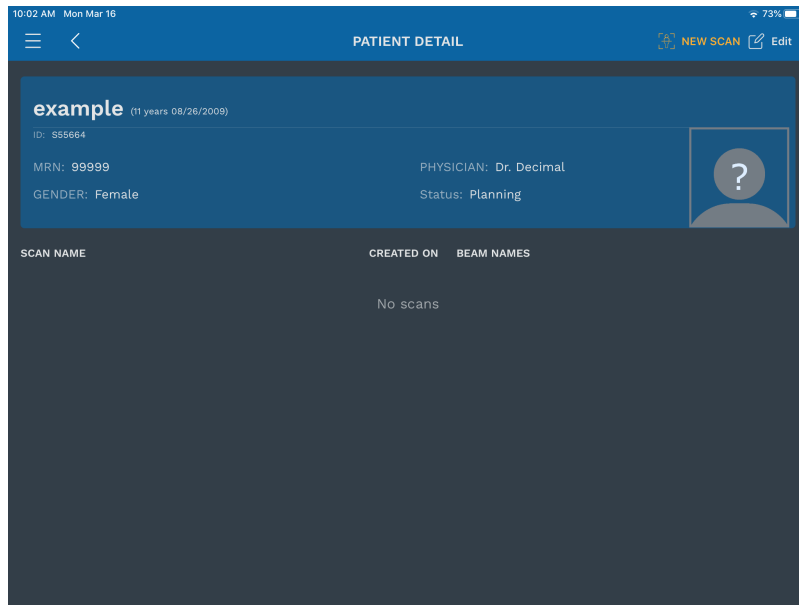 10:02 AM Mon Mar 16 73%
PATIENT DETAIL NEW SCAN Edit
example (11 years 08/26/2009)
ID: S55664
MRN: 99999 PHYSICIAN: Dr. Decimal
GENDER: Female Status: Planning
?
SCAN NAME CREATED ON BEAM NAMES
No scans